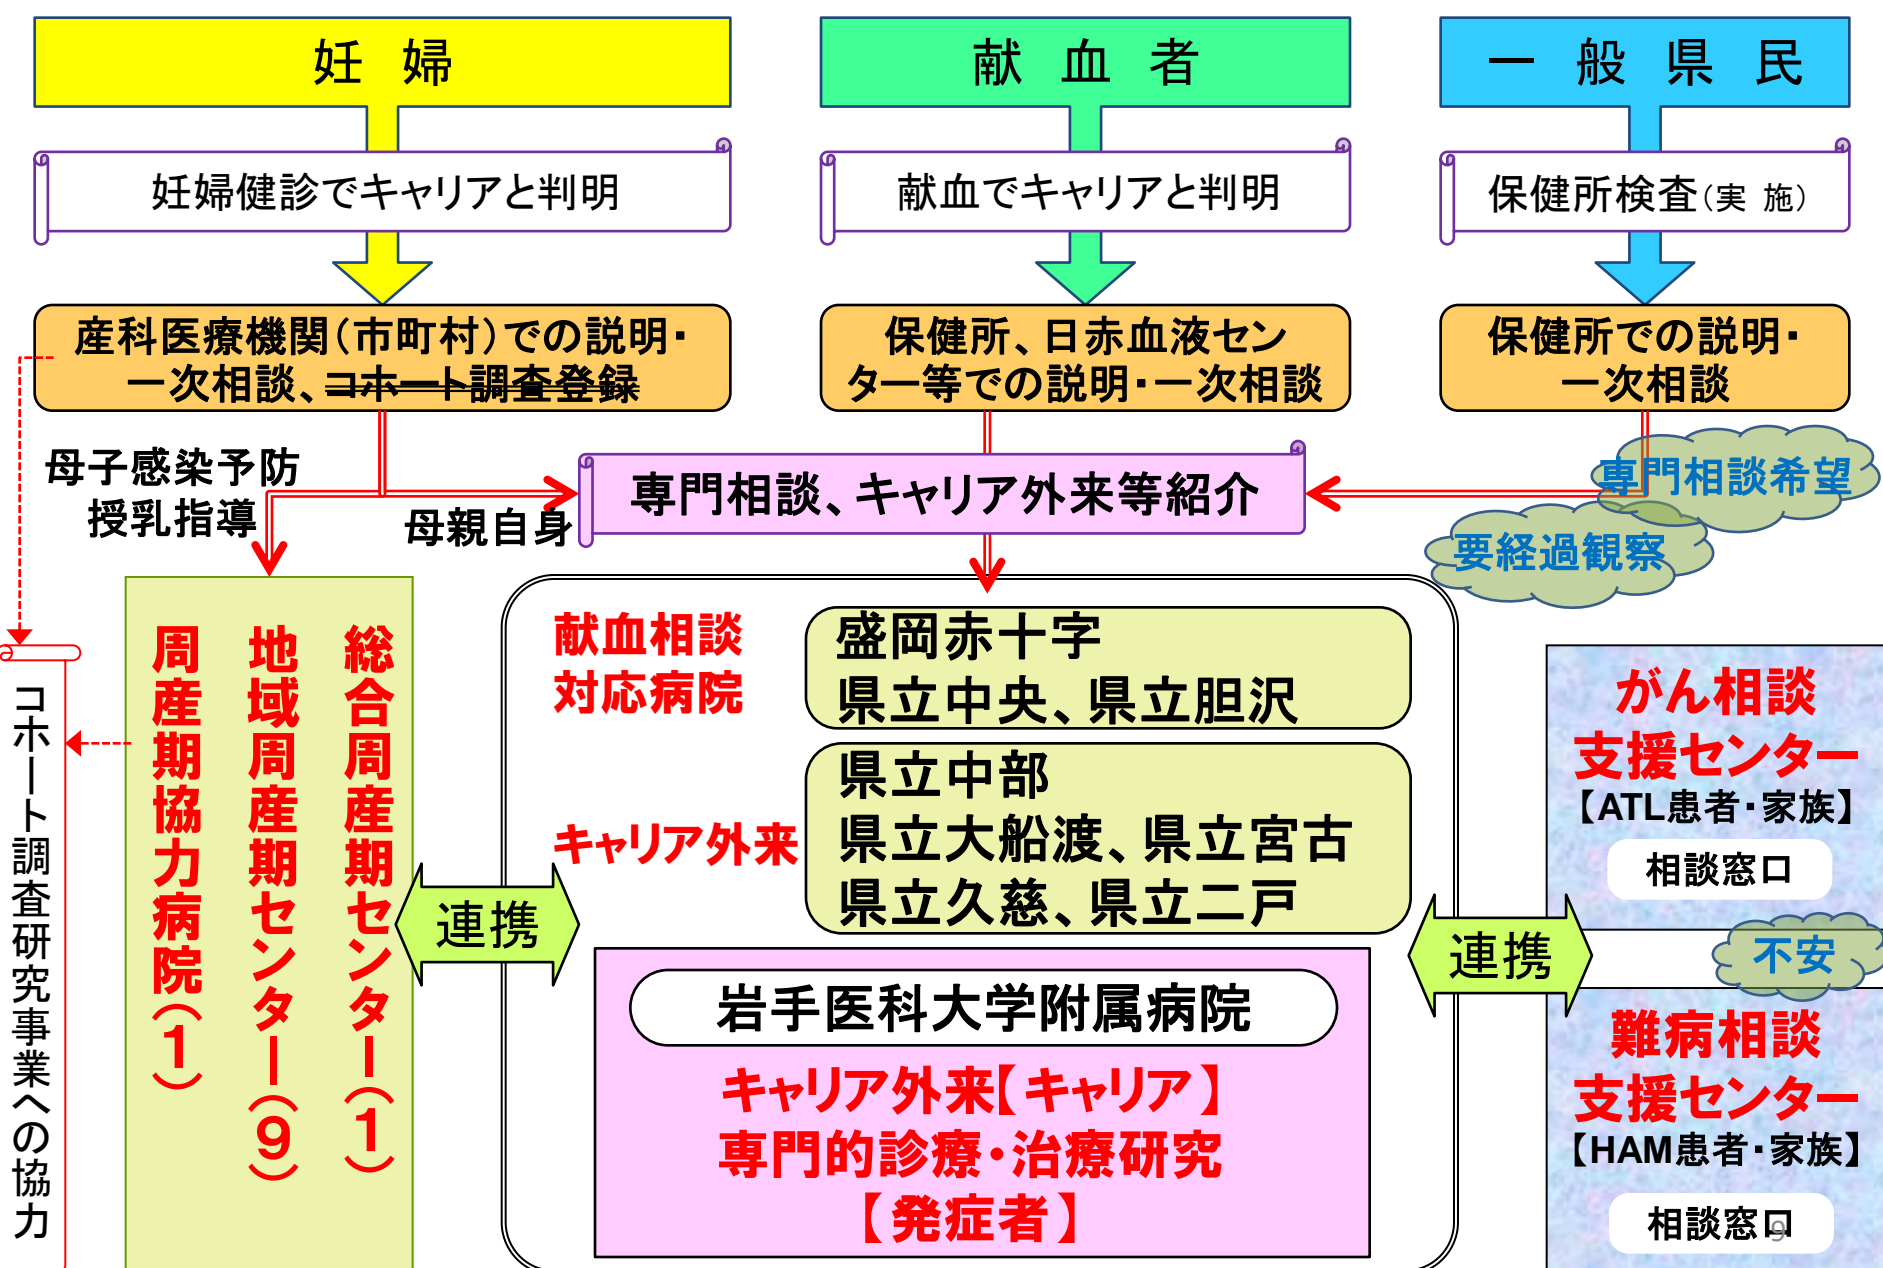 妊　婦
献　血　者
一　般　県　民
妊婦健診でキャリアと判明
献血でキャリアと判明
保健所検査（実　施）
産科医療機関（市町村）での説明・
一次相談、コホート調査登録
保健所、日赤血液セン
ター等での説明・一次相談
保健所での説明・
一次相談
母子感染予防
授乳指導
母親自身
専門相談、キャリア外来等紹介
専門相談希望
要経過観察
コホート調査研究事業への協力
総合周産期センター（１）
地域周産期センター（９）
周産期協力病院（１）
献血相談
対応病院
盛岡赤十字
県立中央、県立胆沢
キャリア外来
県立中部
県立大船渡、県立宮古
県立久慈、県立二戸
連携
岩手医科大学附属病院
キャリア外来【キャリア】
専門的診療・治療研究
【発症者】
連携
がん相談
支援センター
【ATL患者・家族】
相談窓口
不安
難病相談
支援センター
【HAM患者・家族】
相談窓口
9